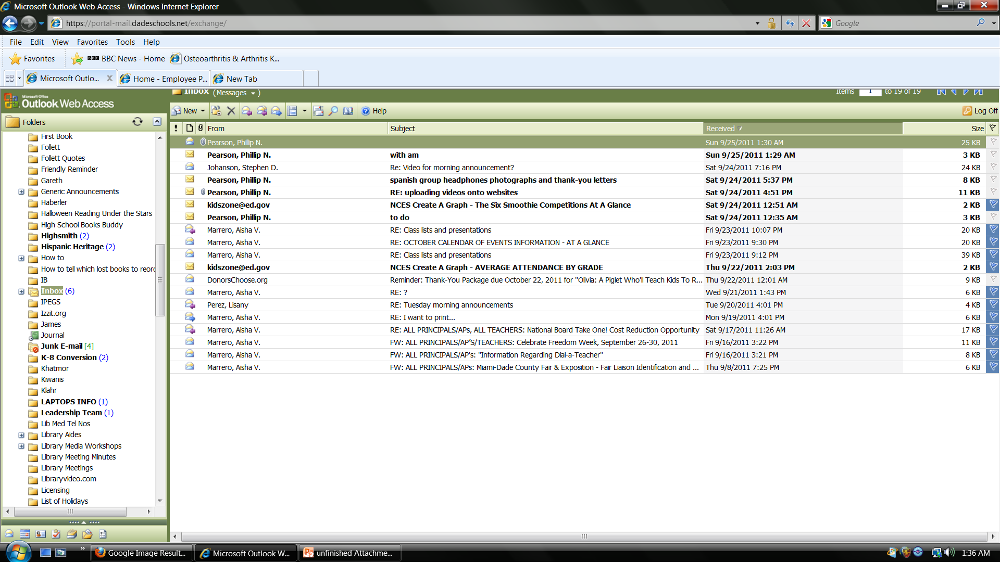 Microsoft Outlook Web Access - Windows Internet Explorer
https://portal-mail.dadeschools.net/exchange/
Google
File Edit View Favorites Tools Help
Favorites BBC BBC News - Home Osteoarthritis & Arthritis K...
Microsoft Outlo... Home - Employee P... New Tab
Microsoft Office
Outlook Web Access
Inbox (Messages )
Items 1 to 19 of 19
New Help Log Off
Folders
First Book
Follett
Follett Quotes
Friendly Reminder
Gareth
Generic Announcements
Haberler
Halloween Reading Under the Stars
High School Books Buddy
Highsmith (2)
Hispanic Heritage (2)
How to
How to tell which lost books to reor
IB
Inbox (6)
IPEGS
Izzit.org
James
Journal
Junk E-mail [4]
K-8 Conversion (2)
Khatmor
Kiwanis
Klahr
LAPTOPS INFO (1)
Leadership Team (1)
Lib Med Tel Nos
Library Aides
Library Media Workshops
Library Meeting Minutes
Library Meetings
Libraryvideo.com
Licensing
List of Holidays
! From Subject Received Size
Pearson, Phillip N. Sun 9/25/2011 1:30 AM 25 KB
Pearson, Phillip N. with am Sun 9/25/2011 1:29 AM 3 KB
Johanson, Stephen D. Re: Video for morning announcement? Sat 9/24/2011 7:16 PM 24 KB
Pearson, Phillip N. spanish group headphones photographs and thank-you letters Sat 9/24/2011 5:37 PM 8 KB
Pearson, Phillip N. RE: uploading videos onto websites Sat 9/24/2011 4:51 PM 11 KB
kidszone@ed.gov NCES Create A Graph - The Six Smoothie Competitions At A Glance Sat 9/24/2011 12:51 AM 2 KB
Pearson, Phillip N. to do Sat 9/24/2011 12:35 AM 3 KB
Marrero, Aisha V. RE: Class lists and presentations Fri 9/23/2011 10:07 PM 20 KB
Marrero, Aisha V. RE: OCTOBER CALENDAR OF EVENTS INFORMATION - AT A GLANCE Fri 9/23/2011 9:30 PM 20 KB
Marrero, Aisha V. RE: Class lists and presentations Fri 9/23/2011 9:12 PM 39 KB
kidszone@ed.gov NCES Create A Graph - AVERAGE ATTENDANCE BY GRADE Thu 9/22/2011 2:03 PM 2 KB
DonorsChoose.org Reminder: Thank-You Package due October 22, 2011 for "Olivia: A Piglet Who'll Teach Kids To R... Thu 9/22/2011 12:01 AM 9 KB
Marrero, Aisha V. RE: ? Wed 9/21/2011 1:43 PM 6 KB
Perez, Lisany RE: Tuesday morning announcements Tue 9/20/2011 4:01 PM 4 KB
Marrero, Aisha V. RE: I want to print... Mon 9/19/2011 4:01 PM 6 KB
Marrero, Aisha V. RE: ALL PRINCIPALS/APs, ALL TEACHERS: National Board Take One! Cost Reduction Opportunity Sat 9/17/2011 11:26 AM 17 KB
Marrero, Aisha V. FW: ALL PRINCIPALS/AP'S/TEACHERS: Celebrate Freedom Week, September 26-30, 2011 Fri 9/16/2011 3:22 PM 11 KB
Marrero, Aisha V. FW: ALL PRINCIPALS/AP's: "Information Regarding Dial-a-Teacher" Fri 9/16/2011 3:21 PM 8 KB
Marrero, Aisha V. FW: ALL PRINCIPALS/APs: Miami-Dade County Fair & Exposition - Fair Liaison Identification and ... Thu 9/8/2011 7:25 PM 6 KB
Google Image Result... Microsoft Outlook W... unfinished Attachme... 1:36 AM